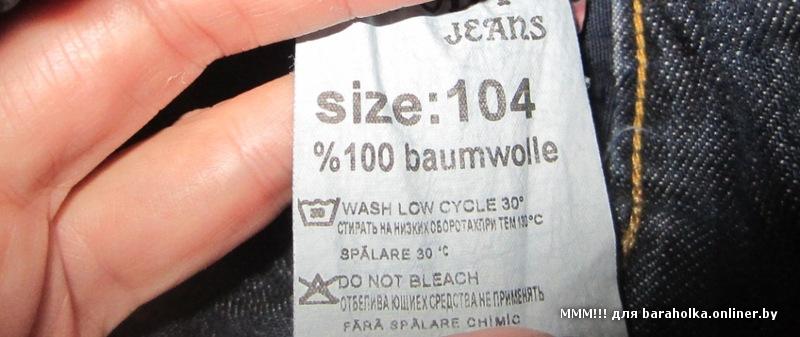 JEANS
size:104
%100 baumwolle
30 WASH LOW CYCLE 30°
СТИРАТЬ НА НИЗКИХ ОБОРОТАХ ПРИ ТЕМ °C
SPĂLARE 30 °C
DO NOT BLEACH
ОТБЕЛИВАЮЩИЕХ СРЕДСТВА НЕ ПРИМЕНЯТЬ
FĂRĂ SPĂLARE CHIMIC
МММ!!! для baraholka.onliner.by